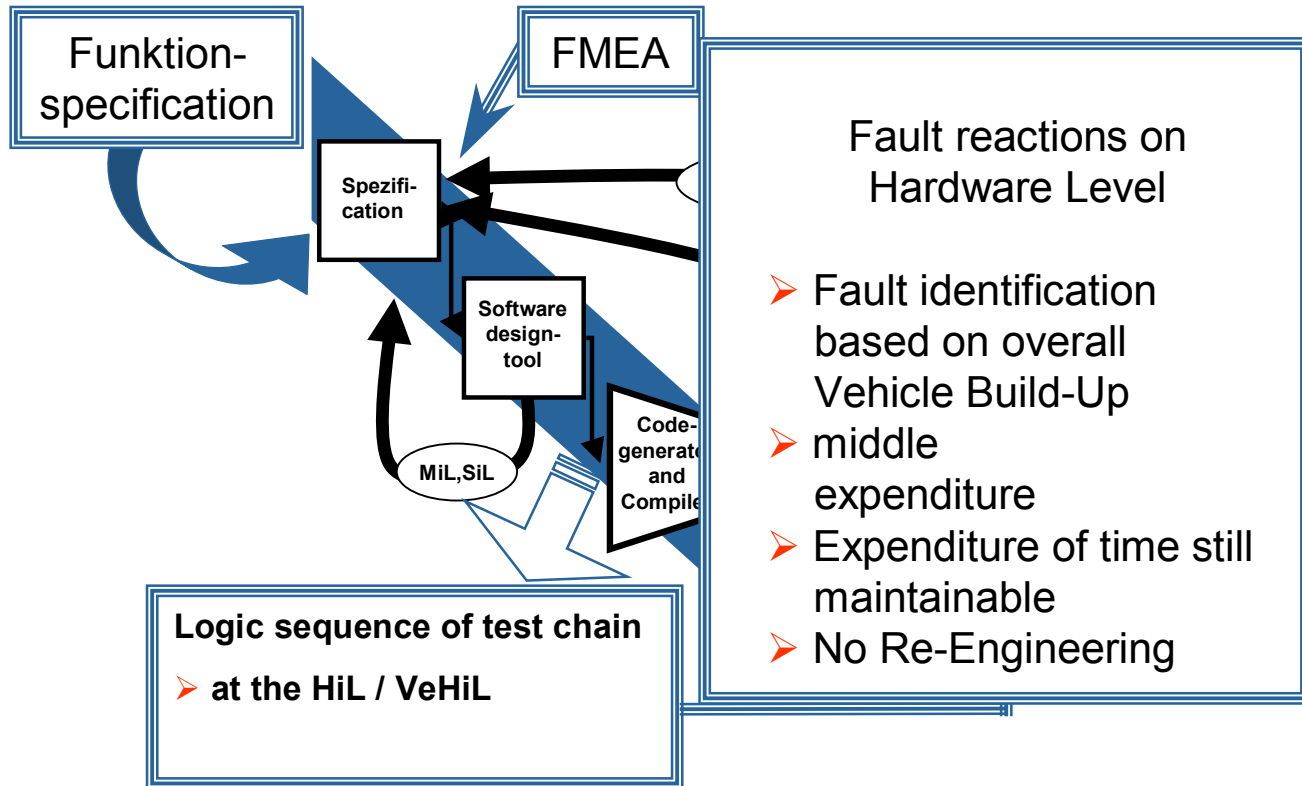 Funktion-
specification
FMEA
Spezifi-
cation
Software
design-
tool
Code-
generator
and
Compiler
MiL,SiL
Logic sequence of test chain
➢ at the HiL / VeHiL
Fault reactions on
Hardware Level
➢ Fault identification
based on overall
Vehicle Build-Up
➢ middle
expenditure
➢ Expenditure of time still
maintainable
➢ No Re-Engineering